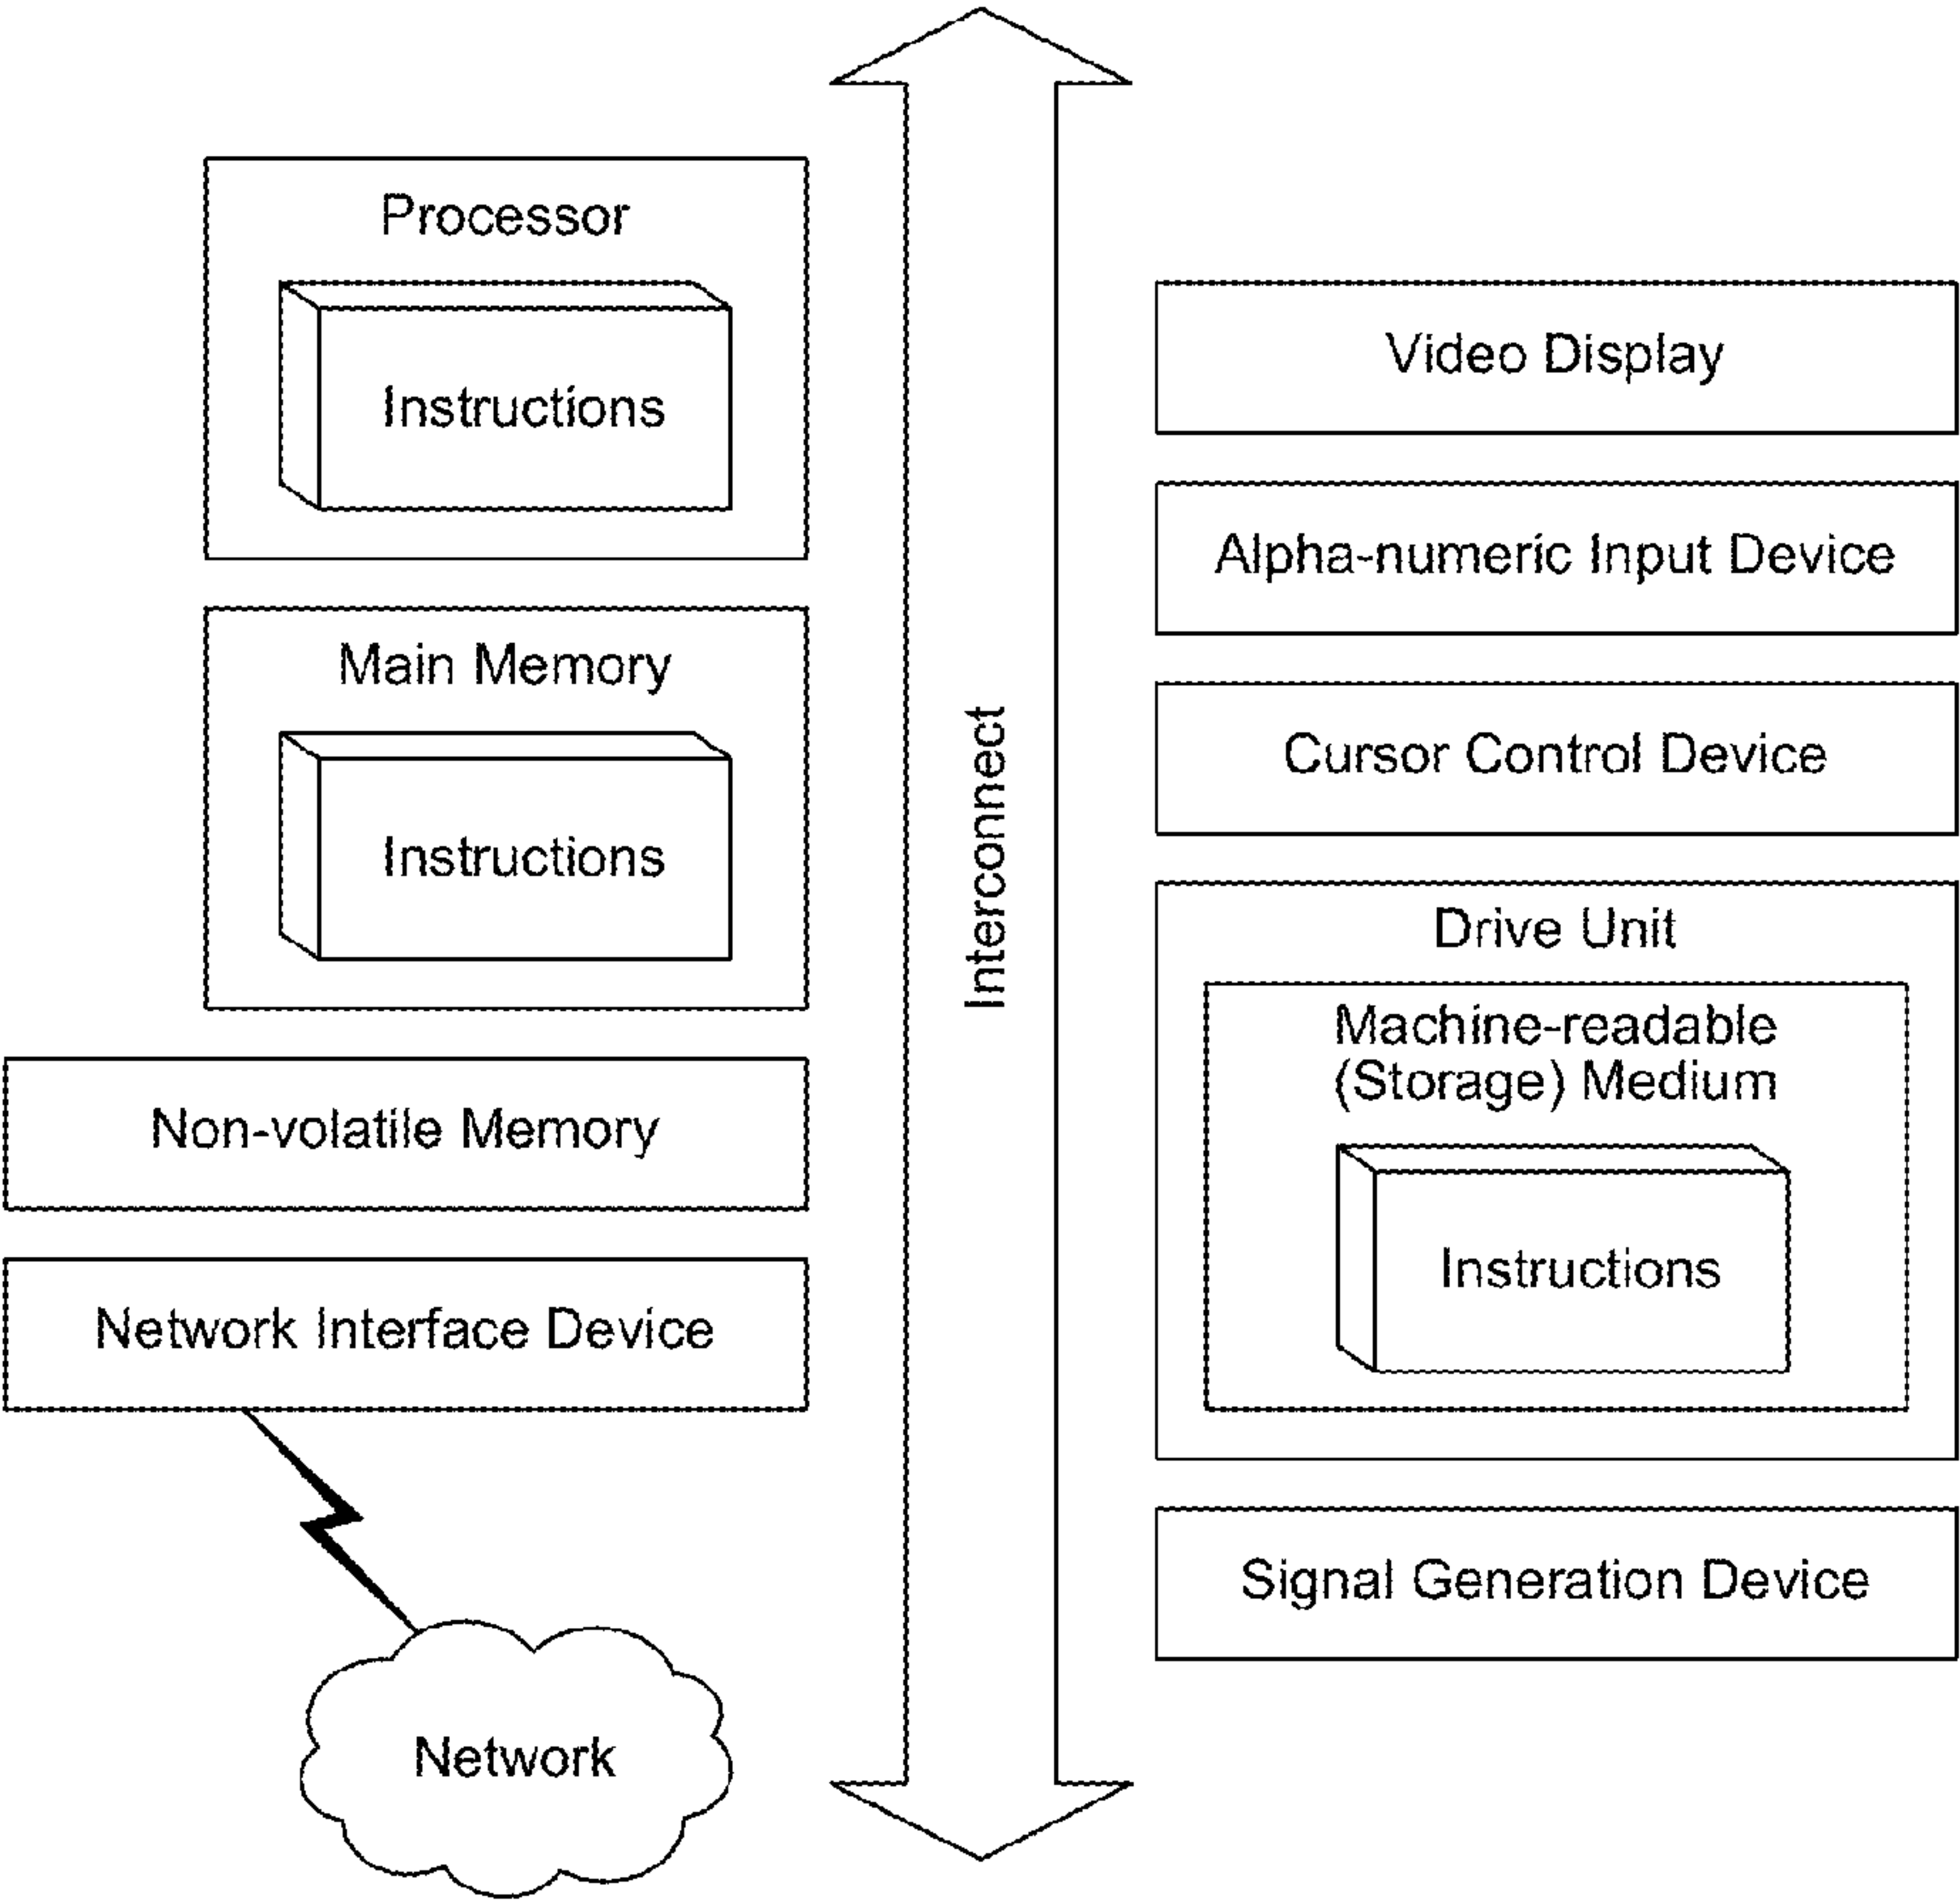 Processor
Instructions
Main Memory
Instructions
Non-volatile Memory
Network Interface Device
Network
Interconnect
Video Display
Alpha-numeric Input Device
Cursor Control Device
Drive Unit
Machine-readable
(Storage) Medium
Instructions
Signal Generation Device